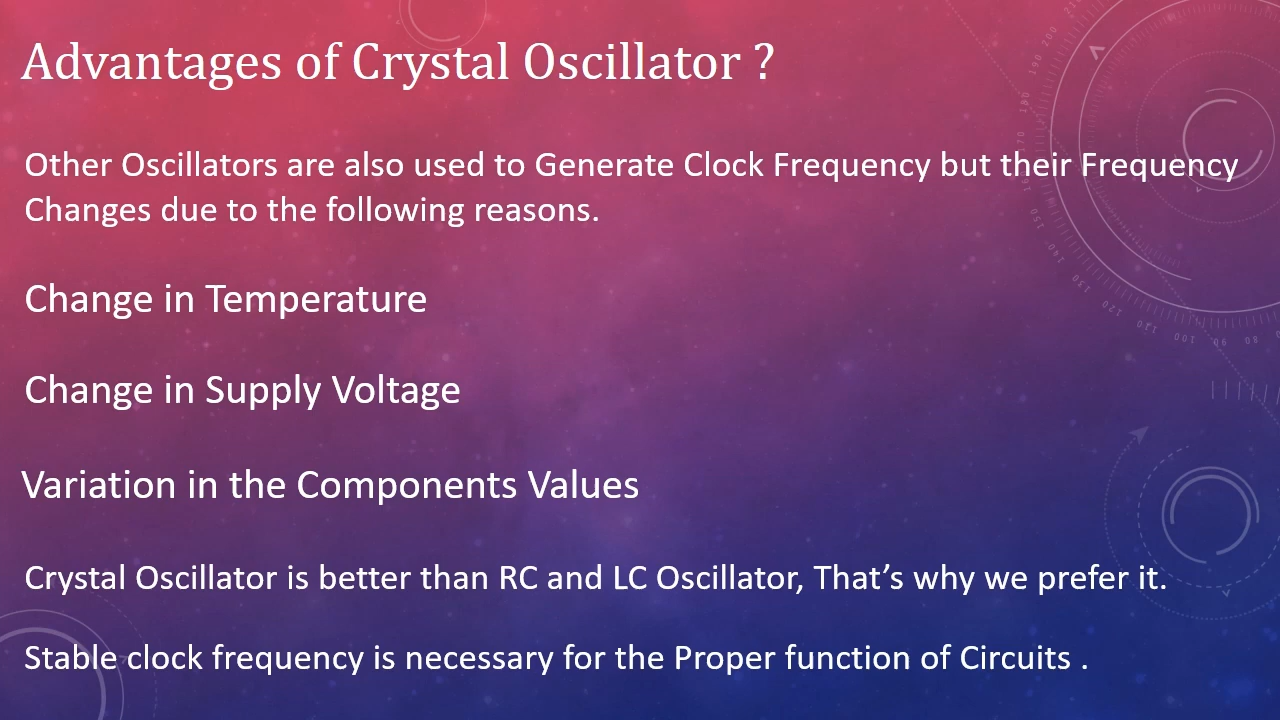 Advantages of Crystal Oscillator ?
Other Oscillators are also used to Generate Clock Frequency but their Frequency
Changes due to the following reasons.
Change in Temperature
Change in Supply Voltage
Variation in the Components Values
Crystal Oscillator is better than RC and LC Oscillator, That’s why we prefer it.
Stable clock frequency is necessary for the Proper function of Circuits .